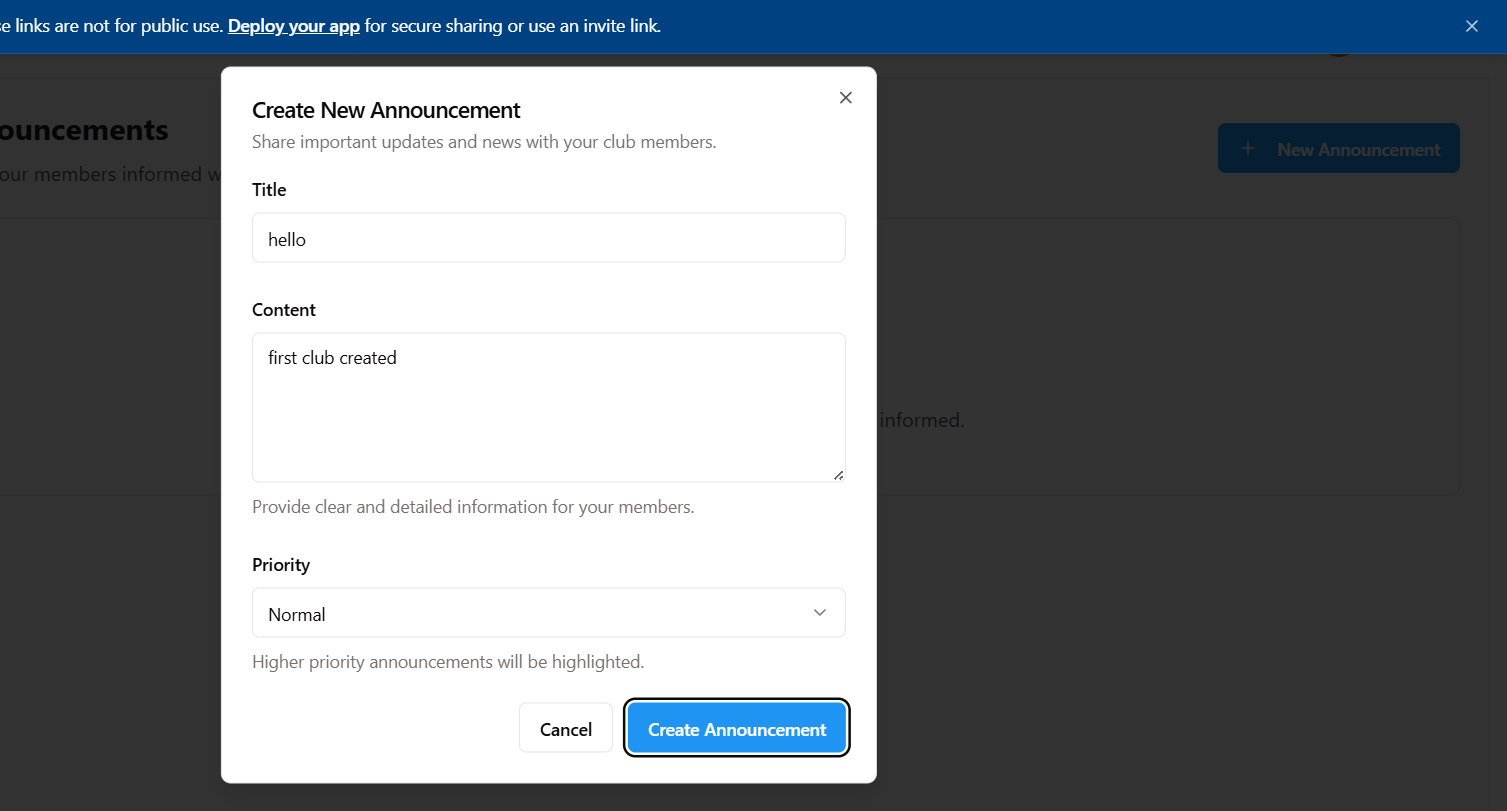 e links are not for public use. Deploy your app for secure sharing or use an invite link.
Create New Announcement
Share important updates and news with your club members.
ouncements
New Announcement
our members informed w
Title
hello
Content
first club created
informed.
Provide clear and detailed information for your members.
Priority
Normal
Higher priority announcements will be highlighted.
Cancel
Create Announcement